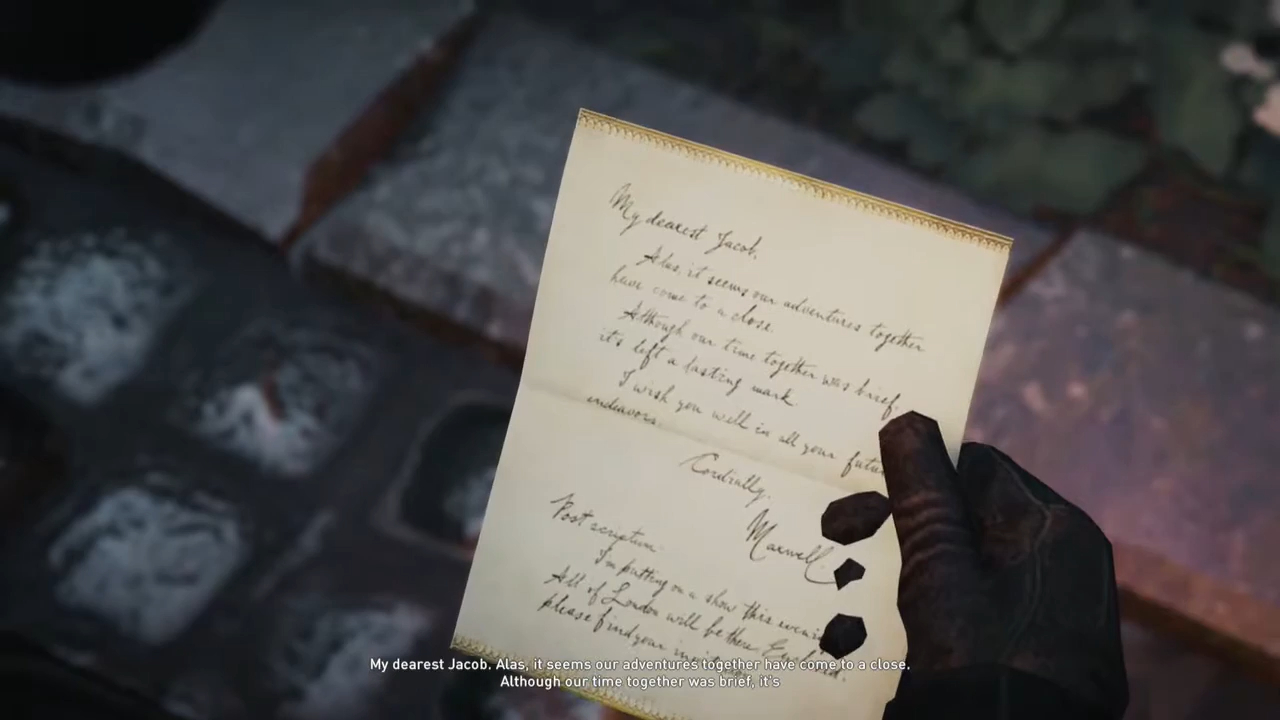 My dearest Jacob,
Alas, it seems our adventures together
have come to a close.
Although our time together was brief,
it's left a lasting mark.
I wish you well in all your futu
endeavors.
Cordially,
Maxwell.
Post scriptum:
I'm putting on a show this eveni
All of London will be there. Enclosed,
please find your
My dearest Jacob. Alas, it seems our adventures together have come to a close.
Although our time together was brief, it's